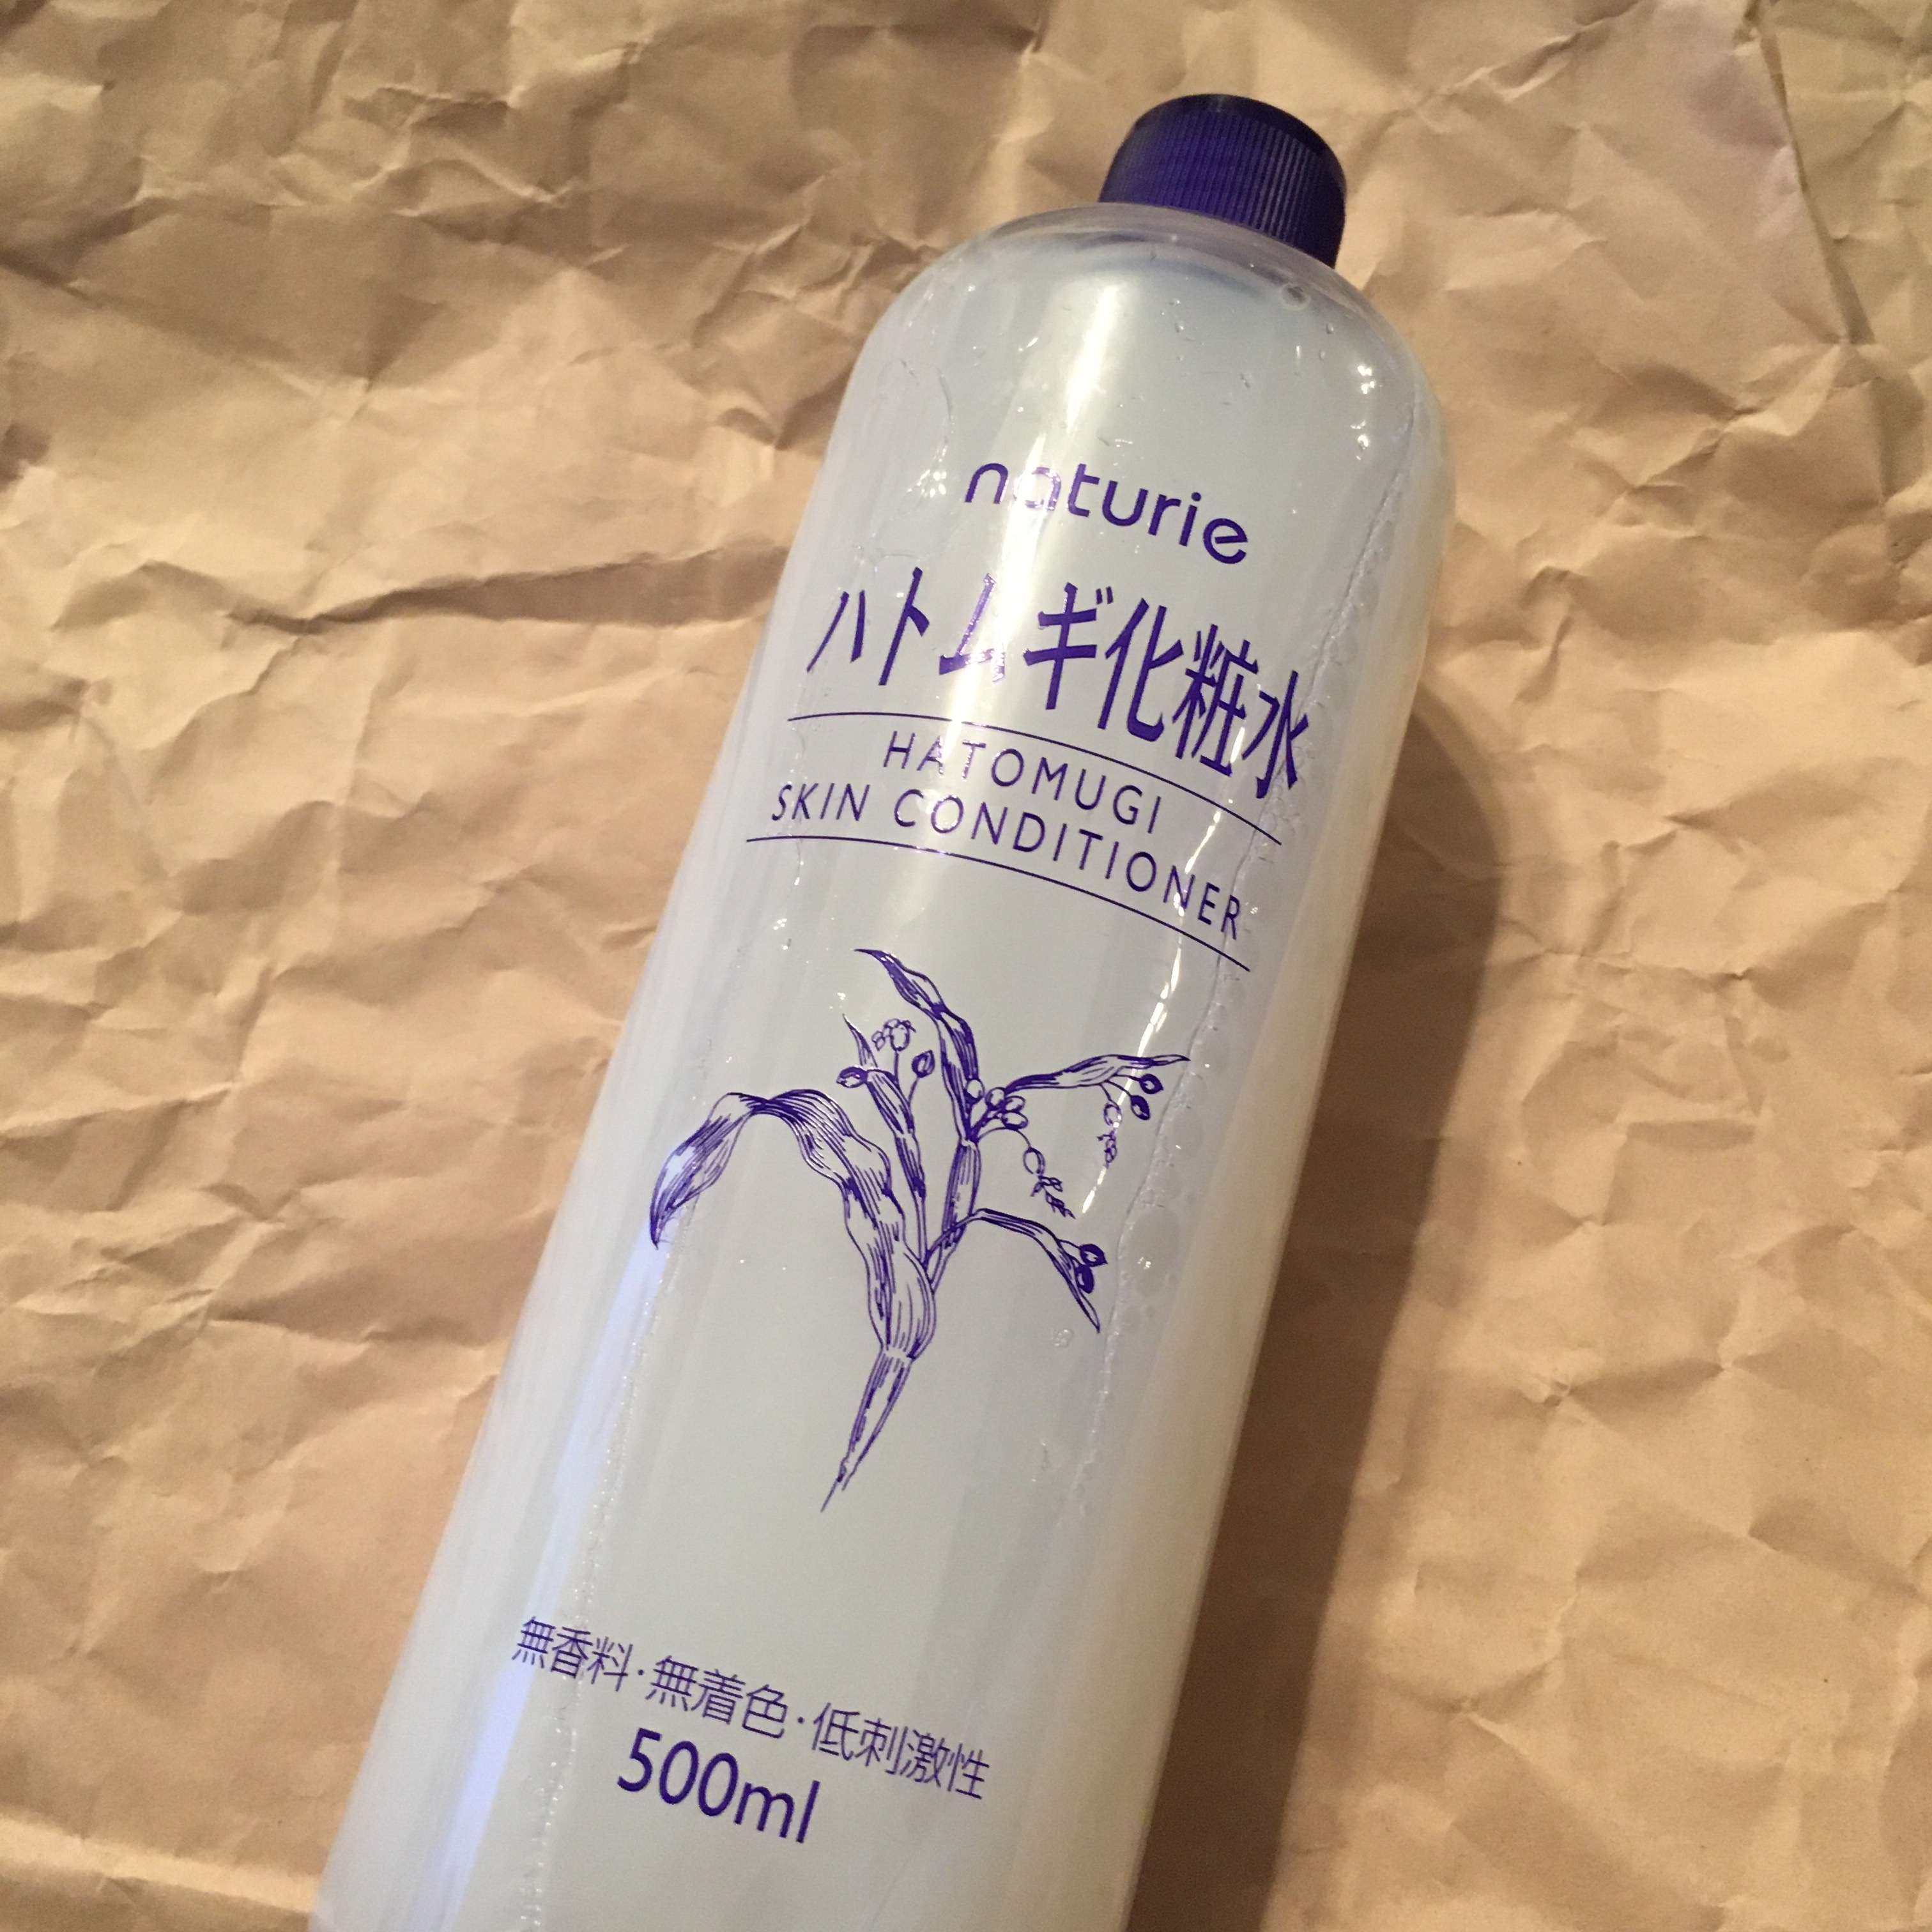 naturie
ハトムギ化粧水
HATOMUGI
SKIN CONDITIONER
無香料・無着色・低刺激性
500ml